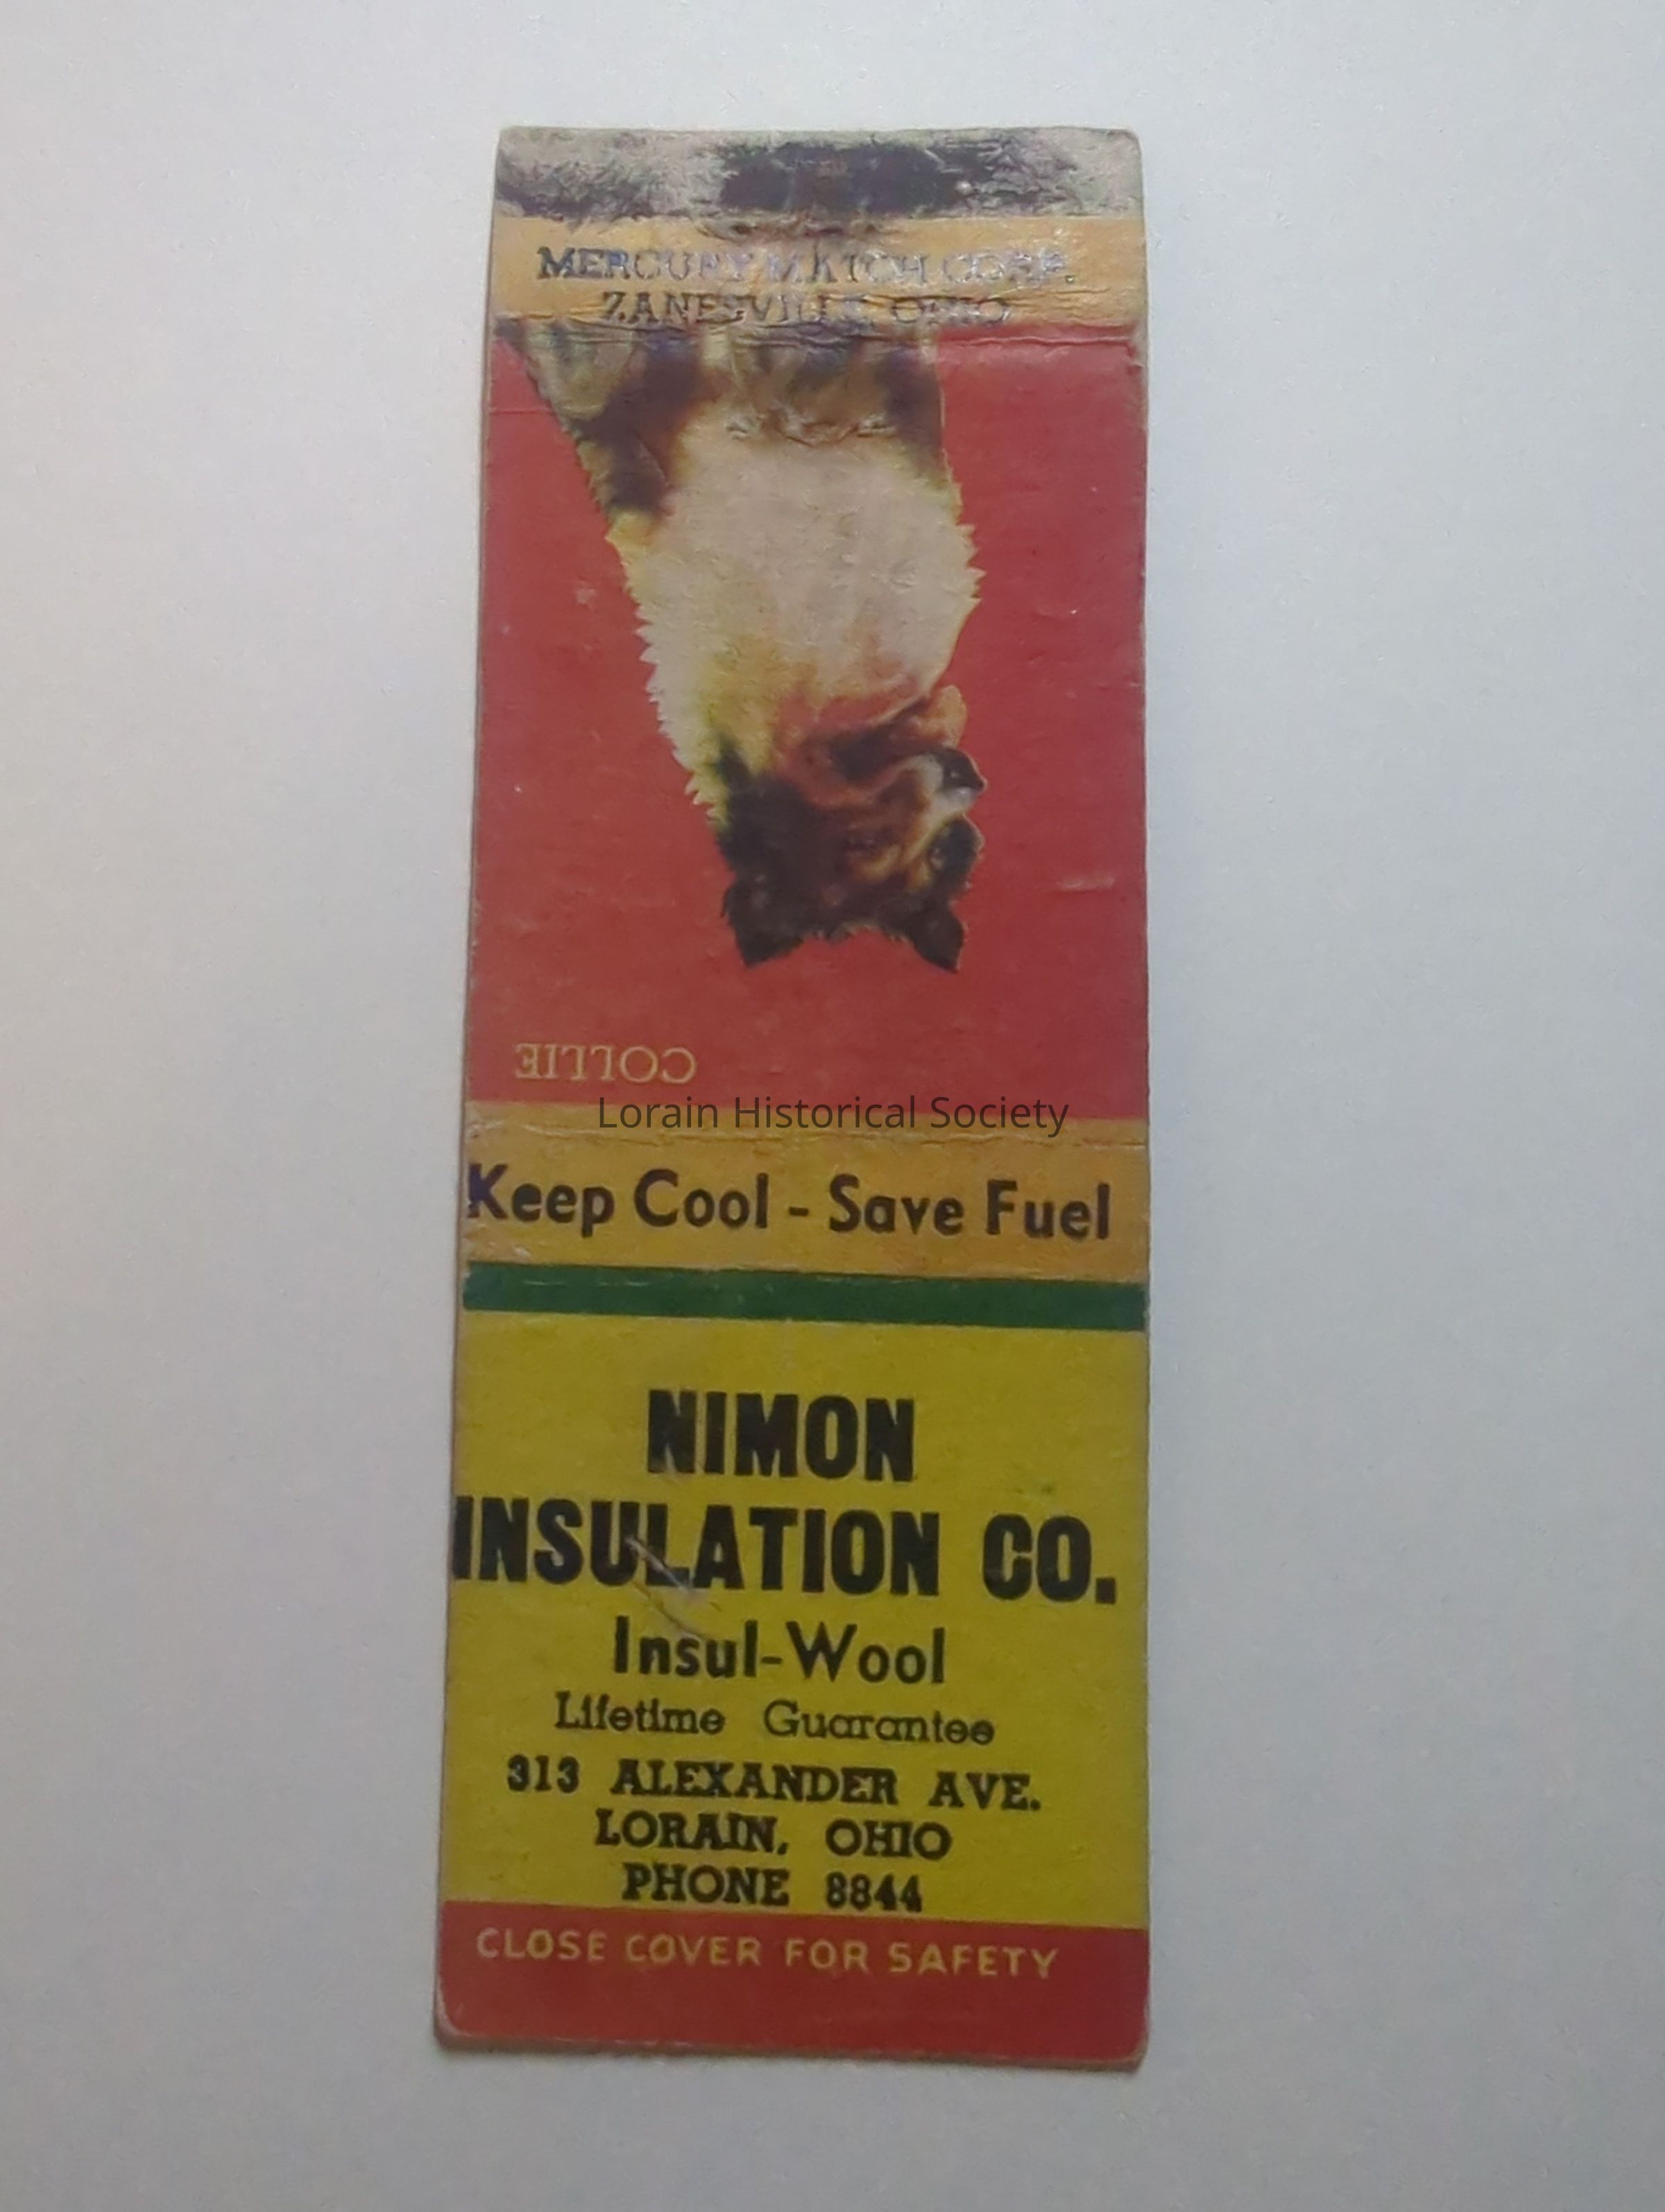 MERCURY MATCH CORP.
ZANESVILLE, OHIO
COLLIE
Lorain Historical Society
Keep Cool - Save Fuel
NIMON
INSULATION CO.
Insul-Wool
Lifetime Guarantee
313 ALEXANDER AVE.
LORAIN, OHIO
PHONE 8844
CLOSE COVER FOR SAFETY